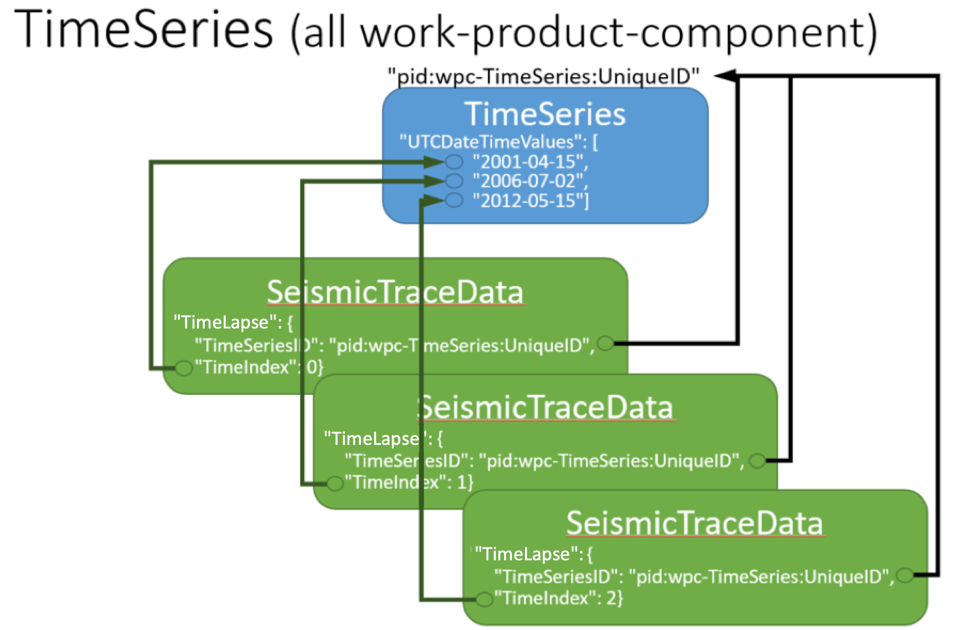 TimeSeries (all work-product-component)
"pid:wpc-TimeSeries:UniqueID"
TimeSeries
"UTCDateTimeValues": [
"2001-04-15",
"2006-07-02",
"2012-05-15"]
SeismicTraceData
"TimeLapse": {
"TimeSeriesID": "pid:wpc-TimeSeries:UniqueID",
"TimeIndex": 0}
SeismicTraceData
"TimeLapse": {
"TimeSeriesID": "pid:wpc-TimeSeries:UniqueID",
"TimeIndex": 1}
SeismicTraceData
"TimeLapse": {
"TimeSeriesID": "pid:wpc-TimeSeries:UniqueID",
"TimeIndex": 2}